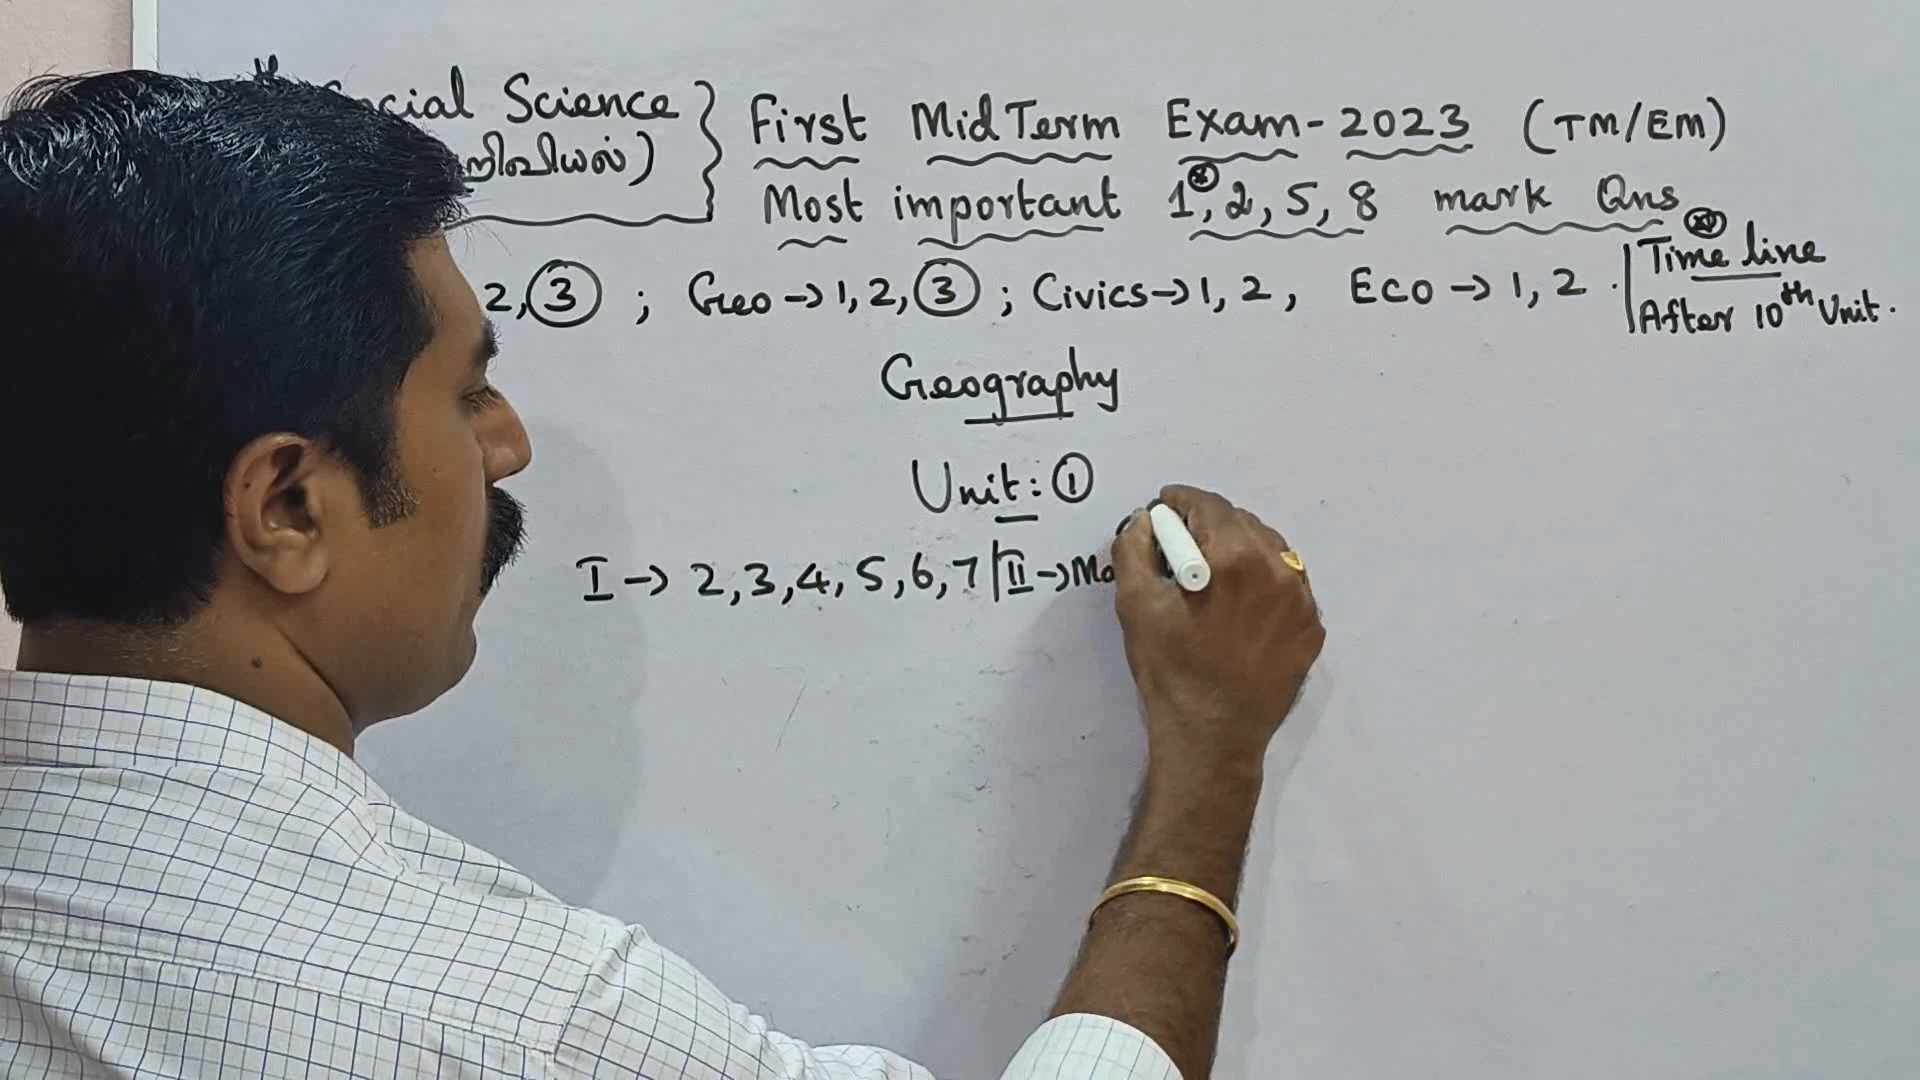 Social Science } First MidTerm Exam-2023 (TM/EM)
றிவியல்) Most important 1, 2, 5, 8 mark Qns
2, 3 ; Geo → 1, 2, 3 ; Civics → 1, 2, Eco → 1, 2 . | Time line
After 10th Unit.
Geography
Unit: 1
I → 2, 3, 4, 5, 6, 7 | II →